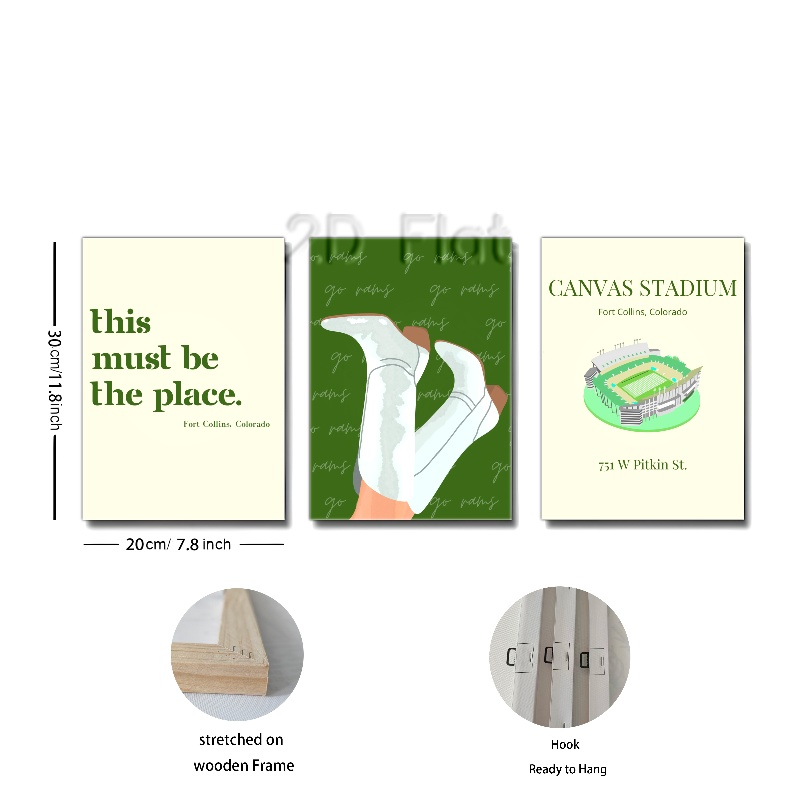 2D Flat
30cm/11.8inch
this
must be
the place.
Fort Collins, Colorado
20cm/ 7.8 inch
go rams go rams
go rams go rams
go rams
go rams
CANVAS STADIUM
Fort Collins, Colorado
751 W Pitkin St.
stretched on
wooden Frame
Hook
Ready to Hang